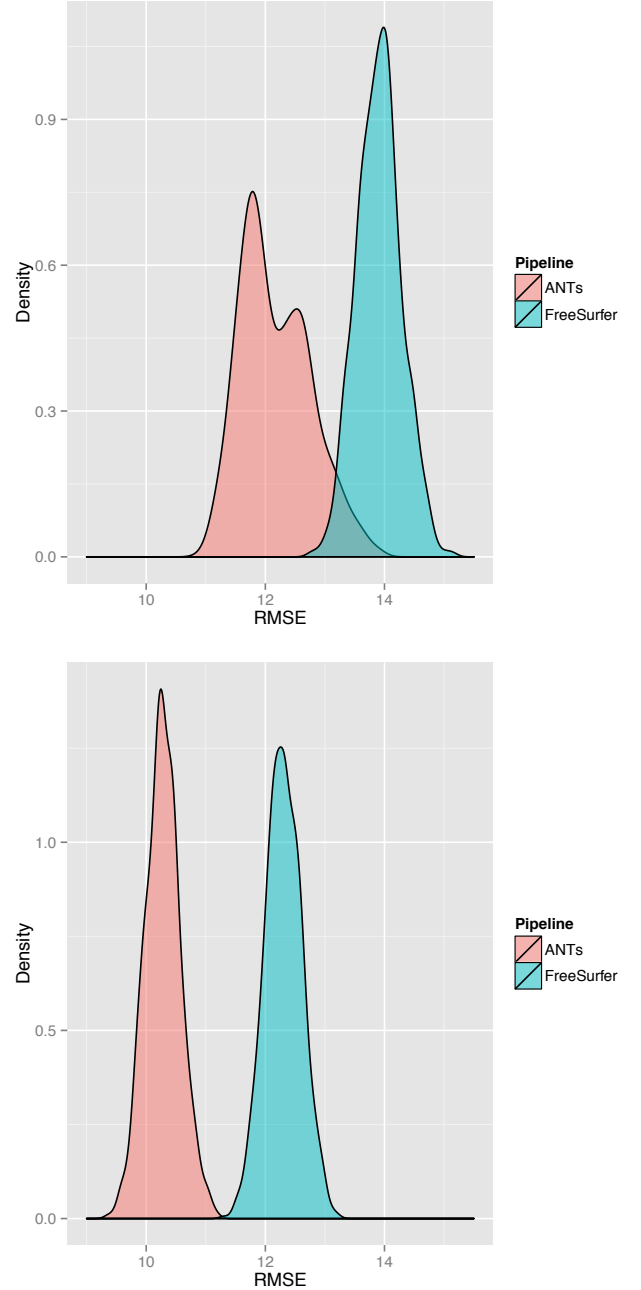 0.9
0.6
0.3
0.0
Density
10 12 14
RMSE
Pipeline
ANTs
FreeSurfer
1.0
0.5
0.0
Density
10 12 14
RMSE
Pipeline
ANTs
FreeSurfer